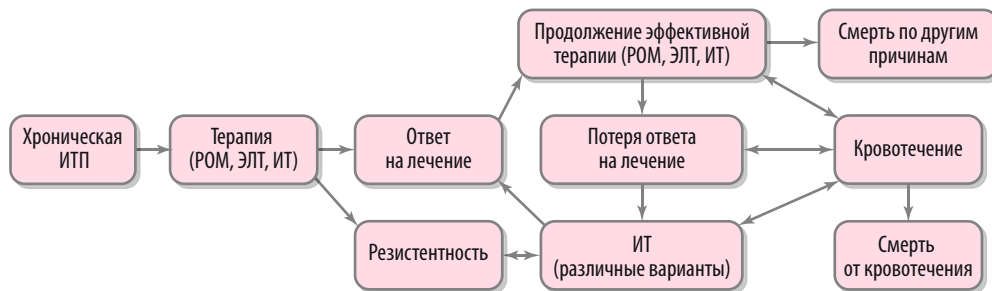 Продолжение эффективной
терапии (РОМ, ЭЛТ, ИТ)
Смерть по другим
причинам
Хроническая
ИТП
Терапия
(РОМ, ЭЛТ, ИТ)
Ответ
на лечение
Потеря ответа
на лечение
Кровотечение
Резистентность
ИТ
(различные варианты)
Смерть
от кровотечения